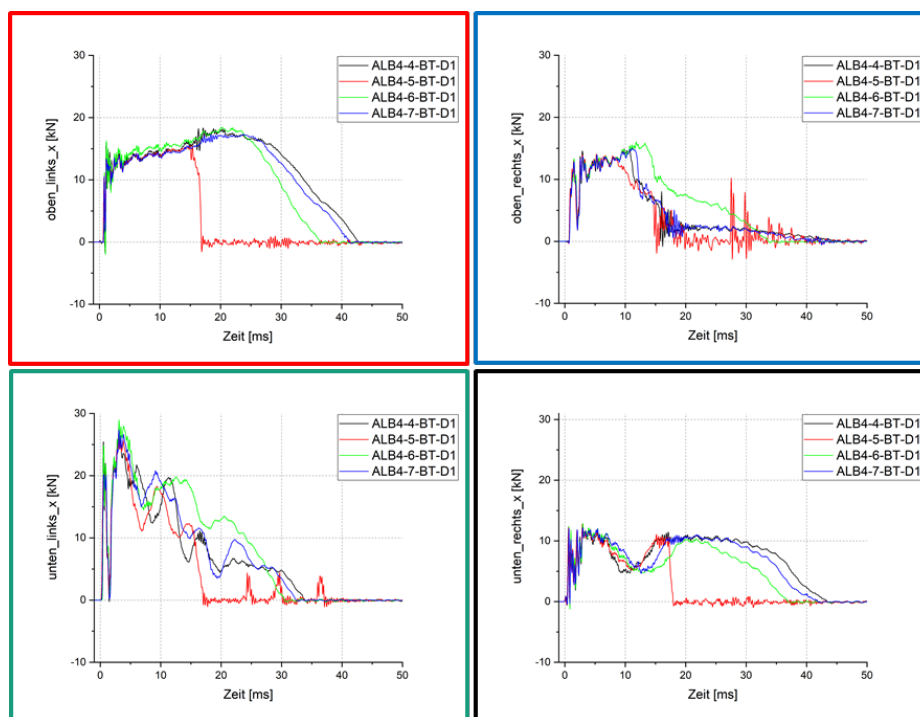 30
20
10
0
-10
oben_links_x [kN]
0 10 20 30 40 50
Zeit [ms]
ALB4-4-BT-D1
ALB4-5-BT-D1
ALB4-6-BT-D1
ALB4-7-BT-D1
30
20
10
0
-10
oben_rechts_x [kN]
0 10 20 30 40 50
Zeit [ms]
ALB4-4-BT-D1
ALB4-5-BT-D1
ALB4-6-BT-D1
ALB4-7-BT-D1
30
20
10
0
-10
unten_links_x [kN]
0 10 20 30 40 50
Zeit [ms]
ALB4-4-BT-D1
ALB4-5-BT-D1
ALB4-6-BT-D1
ALB4-7-BT-D1
30
20
10
0
-10
unten_rechts_x [kN]
0 10 20 30 40 50
Zeit [ms]
ALB4-4-BT-D1
ALB4-5-BT-D1
ALB4-6-BT-D1
ALB4-7-BT-D1